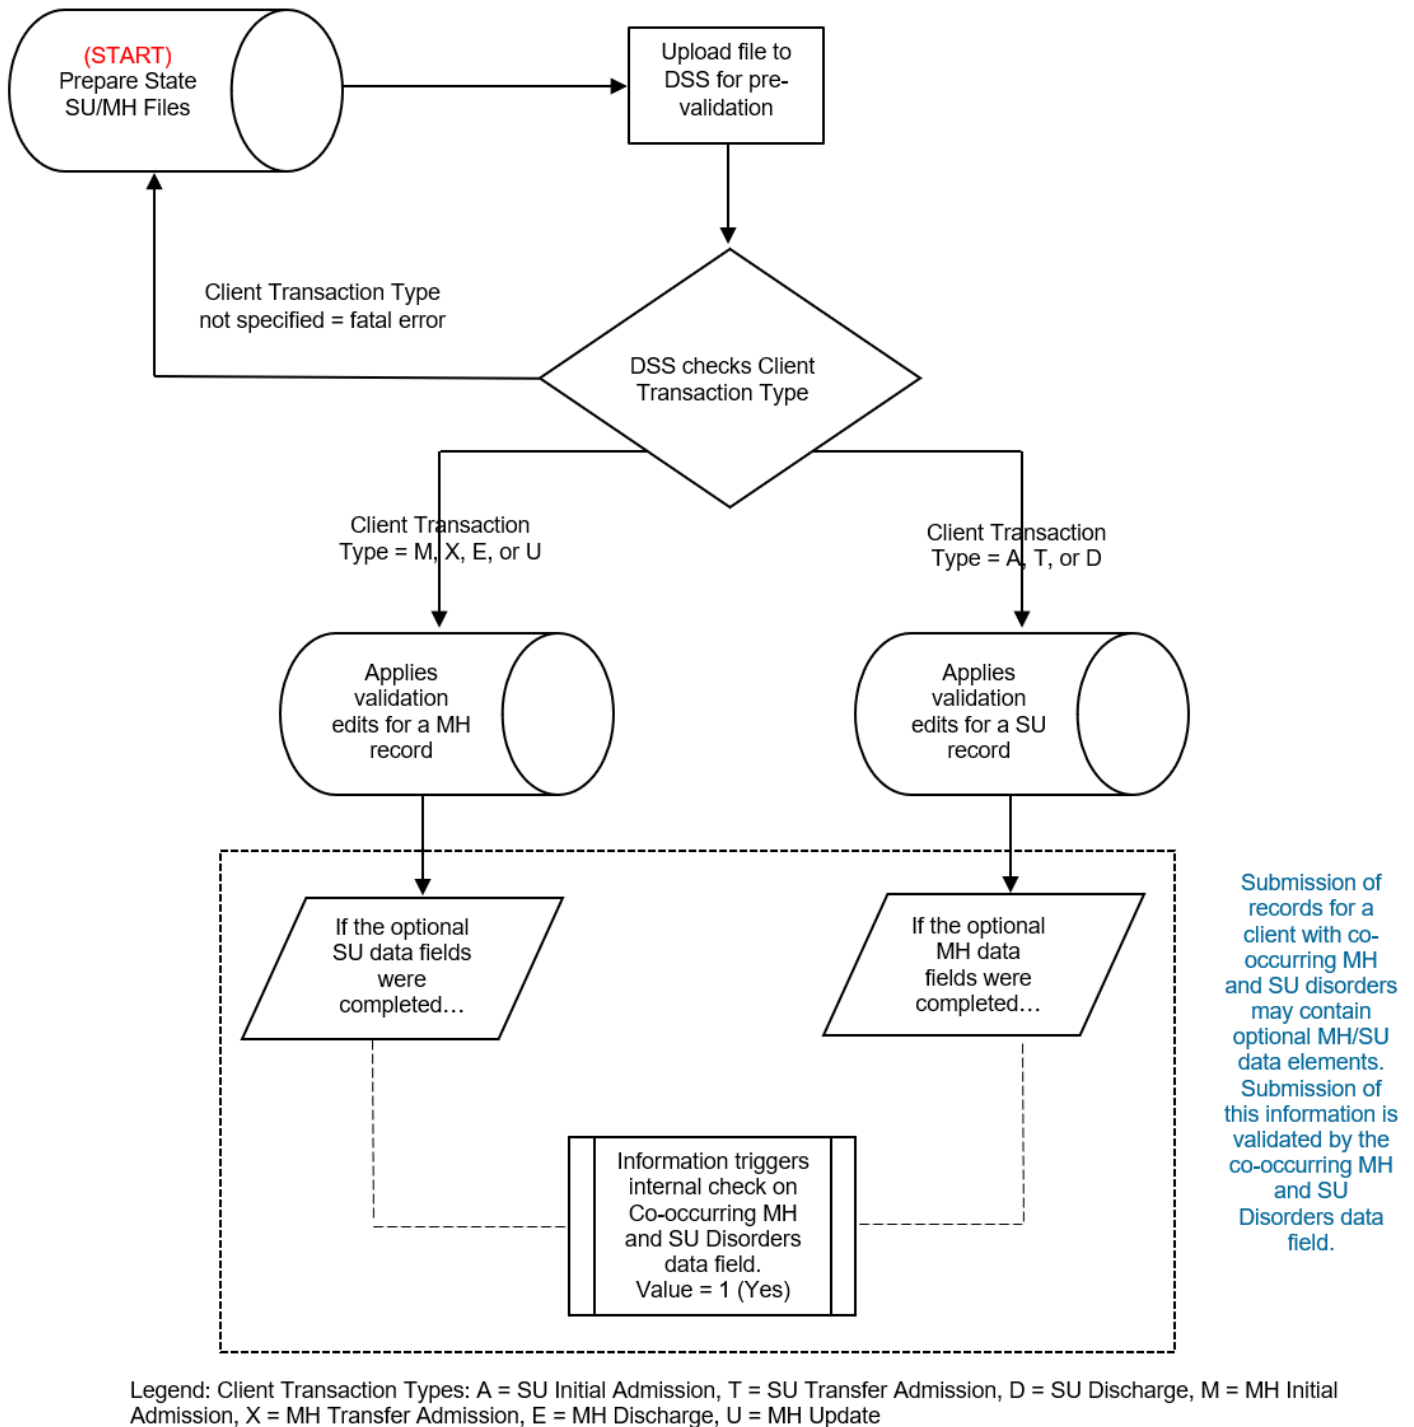 (START)
Prepare State
SU/MH Files
Upload file to
DSS for pre-
validation
Client Transaction Type
not specified = fatal error
DSS checks Client
Transaction Type
Client Transaction
Type = M, X, E, or U
Client Transaction
Type = A, T, or D
Applies
validation
edits for a MH
record
Applies
validation
edits for a SU
record
If the optional
SU data fields
were
completed…
If the optional
MH data
fields were
completed…
Information triggers
internal check on
Co-occurring MH
and SU Disorders
data field.
Value = 1 (Yes)
Submission of
records for a
client with co-
occurring MH
and SU disorders
may contain
optional MH/SU
data elements.
Submission of
this information is
validated by the
co-occurring MH
and SU
Disorders data
field.
Legend: Client Transaction Types: A = SU Initial Admission, T = SU Transfer Admission, D = SU Discharge, M = MH Initial
Admission, X = MH Transfer Admission, E = MH Discharge, U = MH Update